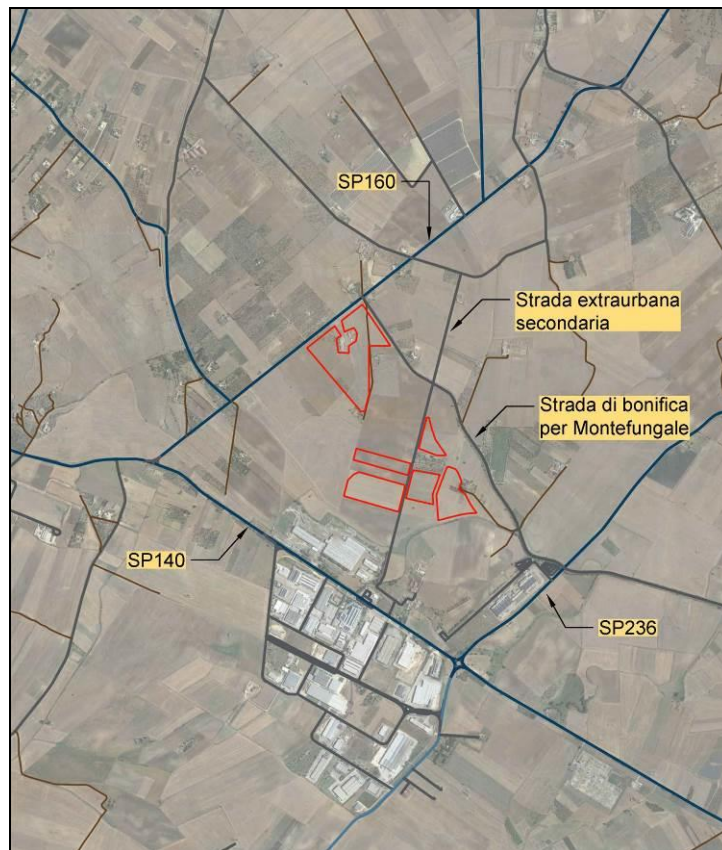 SP160
Strada extraurbana
secondaria
Strada di bonifica
per Montefungale
SP140
SP236